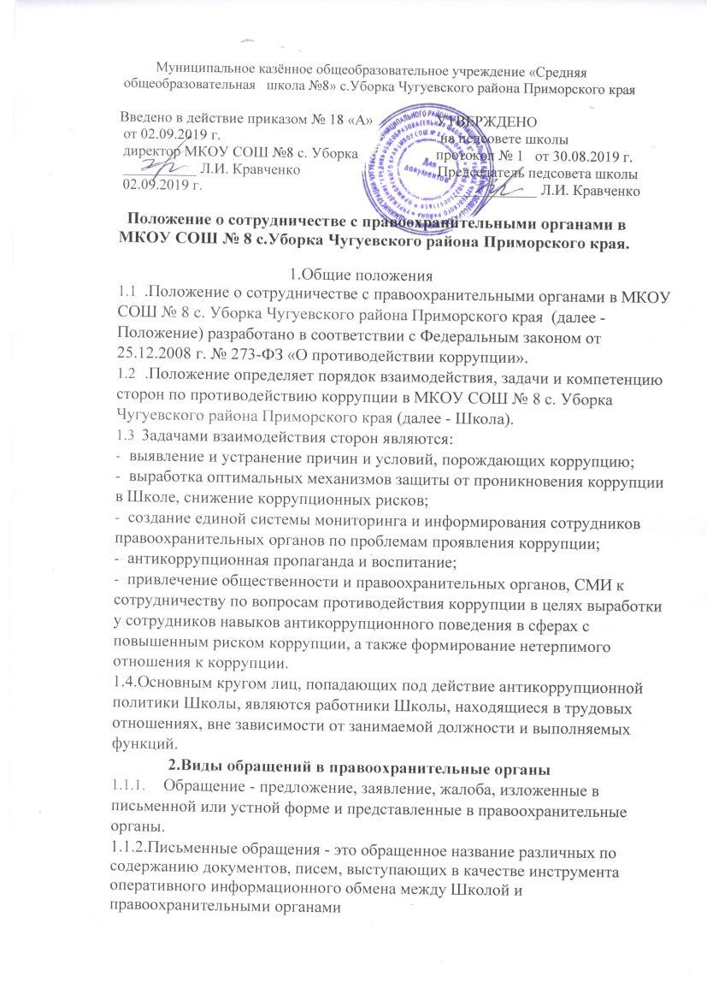 Муниципальное казённое общеобразовательное учреждение «Средняя
общеобразовательная школа №8» с.Уборка Чугуевского района Приморского края
Введено в действие приказом № 18 «А»
от 02.09.2019 г.
директор МКОУ СОШ №8 с. Уборка
__________ Л.И. Кравченко
02.09.2019 г.
УТВЕРЖДЕНО
на педсовете школы
протокол № 1 от 30.08.2019 г.
Председатель педсовета школы
___________ Л.И. Кравченко
Для
документов
Положение о сотрудничестве с правоохранительными органами в
МКОУ СОШ № 8 с.Уборка Чугуевского района Приморского края.
1.Общие положения
1.1 .Положение о сотрудничестве с правоохранительными органами в МКОУ
СОШ № 8 с. Уборка Чугуевского района Приморского края (далее -
Положение) разработано в соответствии с Федеральным законом от
25.12.2008 г. № 273-ФЗ «О противодействии коррупции».
1.2 .Положение определяет порядок взаимодействия, задачи и компетенцию
сторон по противодействию коррупции в МКОУ СОШ № 8 с. Уборка
Чугуевского района Приморского края (далее - Школа).
1.3 Задачами взаимодействия сторон являются:
- выявление и устранение причин и условий, порождающих коррупцию;
- выработка оптимальных механизмов защиты от проникновения коррупции
в Школе, снижение коррупционных рисков;
- создание единой системы мониторинга и информирования сотрудников
правоохранительных органов по проблемам проявления коррупции;
- антикоррупционная пропаганда и воспитание;
- привлечение общественности и правоохранительных органов, СМИ к
сотрудничеству по вопросам противодействия коррупции в целях выработки
у сотрудников навыков антикоррупционного поведения в сферах с
повышенным риском коррупции, а также формирование нетерпимого
отношения к коррупции.
1.4.Основным кругом лиц, попадающих под действие антикоррупционной
политики Школы, являются работники Школы, находящиеся в трудовых
отношениях, вне зависимости от занимаемой должности и выполняемых
функций.
2.Виды обращений в правоохранительные органы
1.1.1. Обращение - предложение, заявление, жалоба, изложенные в
письменной или устной форме и представленные в правоохранительные
органы.
1.1.2.Письменные обращения - это обращенное название различных по
содержанию документов, писем, выступающих в качестве инструмента
оперативного информационного обмена между Школой и
правоохранительными органами